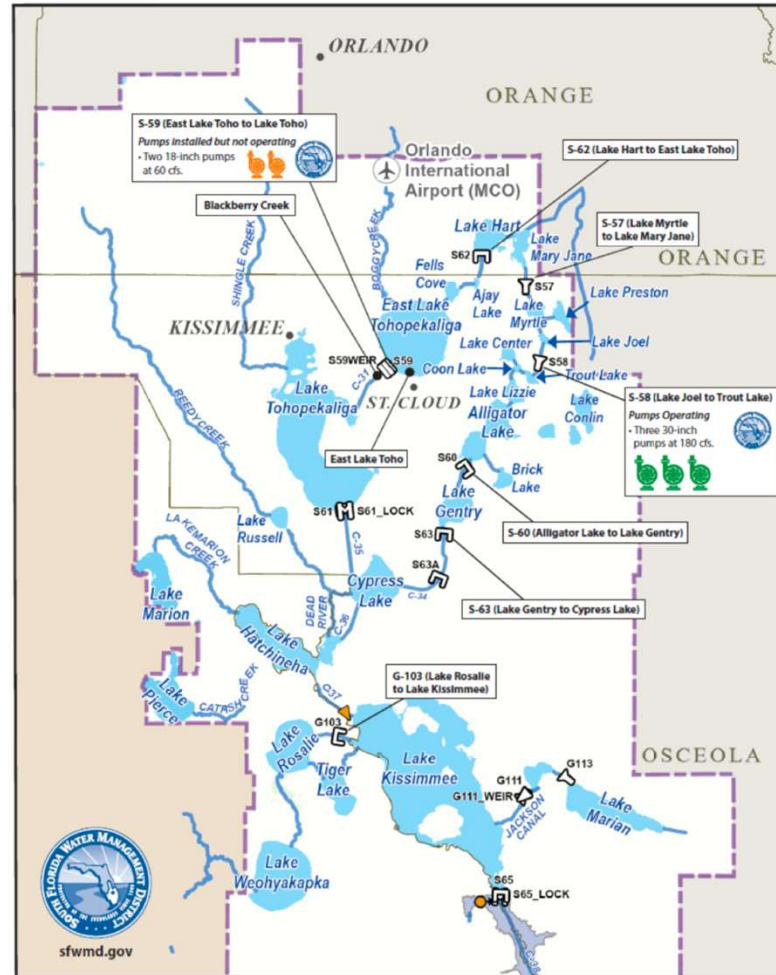 ORLANDO
ORANGE
S-59 (East Lake Toho to Lake Toho)
Pumps installed but not operating
• Two 18-inch pumps
at 60 cfs.
Orlando
International
Airport (MCO)
S-62 (Lake Hart to East Lake Toho)
Blackberry Creek
SHINGLE CREEK
BOGGYCREEK
Lake Hart
S62
Lake
Mary Jane
S-57 (Lake Myrtle
to Lake Mary Jane)
ORANGE
Fells
Cove
Ajay
Lake
S57
Lake Preston
East Lake
Tohopekaliga
Lake
Myrtle
KISSIMMEE
Lake Center
Lake Joel
S59WEIR
S59
C-31
Coon Lake
S58
Trout Lake
Lake
Tohopekaliga
ST. CLOUD
Lake Lizzie
Alligator
Lake
Lake
Conlin
S-58 (Lake Joel to Trout Lake)
Pumps Operating
• Three 30-inch
pumps at 180 cfs.
REEDY CREEK
East Lake Toho
S60
Brick
Lake
Lake
Gentry
S61
S61_LOCK
S-60 (Alligator Lake to Lake Gentry)
LAKEMARION
CREEK
Lake
Russell
C-35
S63
S63A
Lake
Marion
Cypress
Lake
C-34
S-63 (Lake Gentry to Cypress Lake)
DEAD
RIVER
C-36
Lake
Hatchineha
G-103 (Lake Rosalie
to Lake Kissimmee)
Lake
Pierce
G103
Lake
Rosalie
Tiger
Lake
Lake
Kissimmee
OSCEOLA
G113
G111
G111_WEIR
JACKSON
CANAL
Lake
Marian
Lake
Weohyakapka
S65
S65_LOCK
SOUTH FLORIDA WATER MANAGEMENT DISTRICT
sfwmd.gov